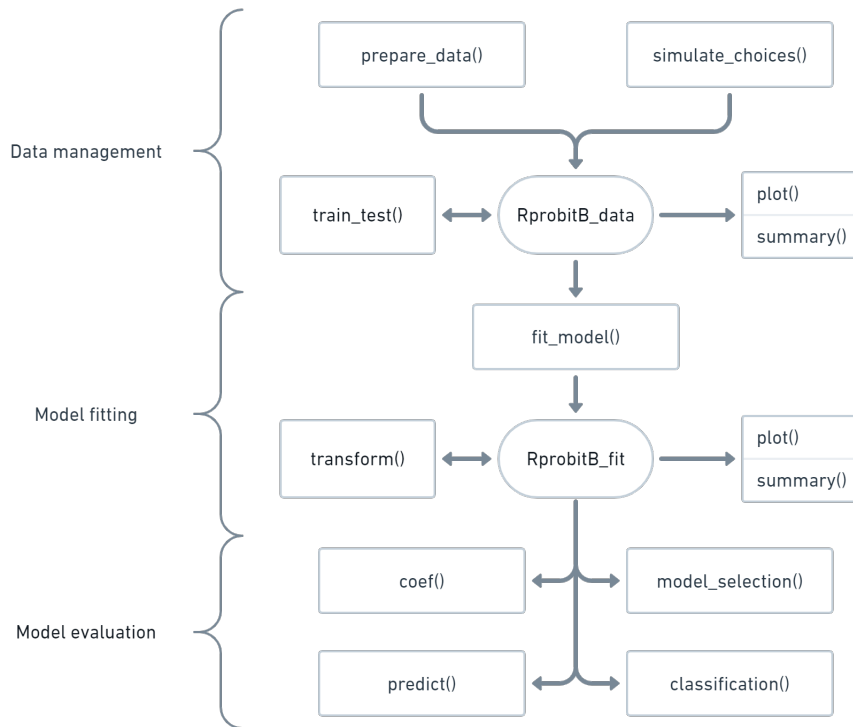 prepare_data()
simulate_choices()
Data management
train_test()
RprobitB_data
plot()
summary()
fit_model()
Model fitting
transform()
RprobitB_fit
plot()
summary()
coef()
model_selection()
Model evaluation
predict()
classification()